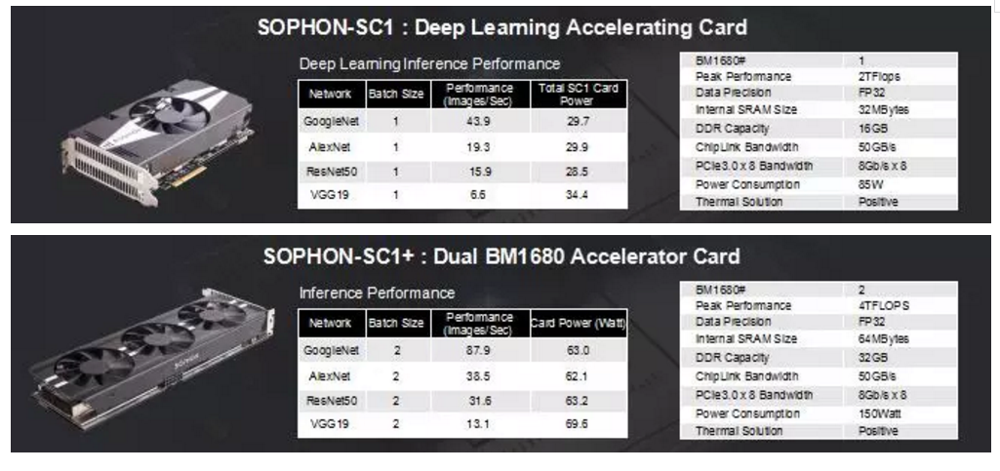 SOPHON-SC1 : Deep Learning Accelerating Card
Deep Learning Inference Performance
Network Batch Size Performance (Images/Sec) Total SC1 Card Power
GoogleNet 1 43.9 29.7
AlexNet 1 19.3 29.9
ResNet50 1 15.9 28.5
VGG19 1 6.6 34.4
BM1680# 1
Peak Performance 2TFlops
Data Precision FP32
Internal SRAM Size 32MBytes
DDR Capacity 16GB
ChipLink Bandwidth 50GB/s
PCIe3.0 x 8 Bandwidth 8Gb/s x 8
Power Consumption 85W
Thermal Solution Positive
SOPHON-SC1+ : Dual BM1680 Accelerator Card
Inference Performance
Network Batch Size Performance (Images/Sec) Card Power (Watt)
GoogleNet 2 87.9 63.0
AlexNet 2 38.5 62.1
ResNet50 2 31.6 63.2
VGG19 2 13.1 69.6
SOPHON
BM1680# 2
Peak Performance 4TFLOPS
Data Precision FP32
Internal SRAM Size 64MBytes
DDR Capacity 32GB
ChipLink Bandwidth 50GB/s
PCIe3.0 x 8 Bandwidth 8Gb/s x 8
Power Consumption 150Watt
Thermal Solution Positive